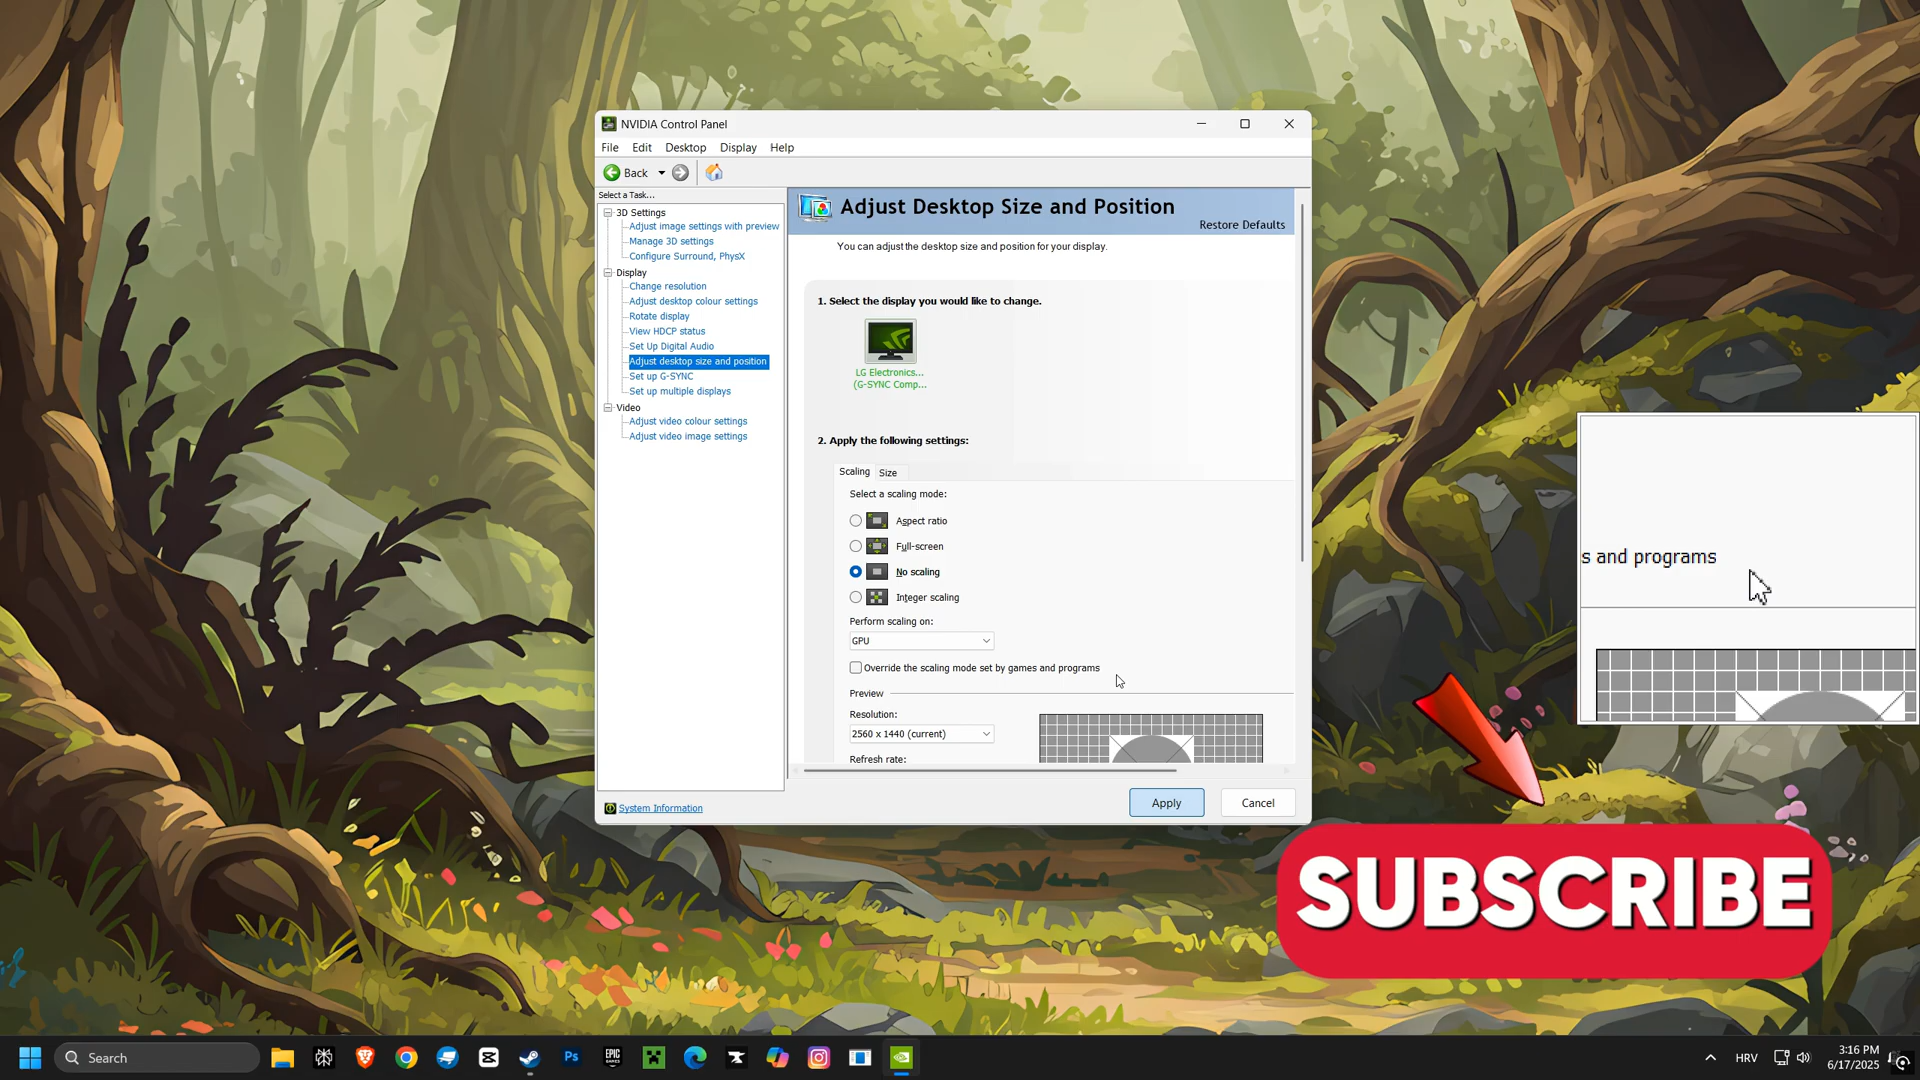 NVIDIA Control Panel
File Edit Desktop Display Help
Back
Select a Task...
3D Settings
Adjust image settings with preview
Manage 3D settings
Configure Surround, PhysX
Display
Change resolution
Adjust desktop colour settings
Rotate display
View HDCP status
Set Up Digital Audio
Adjust desktop size and position
Set up G-SYNC
Set up multiple displays
Video
Adjust video colour settings
Adjust video image settings
System Information
Adjust Desktop Size and Position
Restore Defaults
You can adjust the desktop size and position for your display.
1. Select the display you would like to change.
LG Electronics...
(G-SYNC Comp...
2. Apply the following settings:
Scaling Size
Select a scaling mode:
Aspect ratio
Full-screen
No scaling
Integer scaling
Perform scaling on:
GPU
Override the scaling mode set by games and programs
Preview
Resolution:
2560 x 1440 (current)
Refresh rate:
Apply Cancel
s and programs
SUBSCRIBE
Search
Ps
EPIC
GAMES
HRV
3:16 PM
6/17/2025